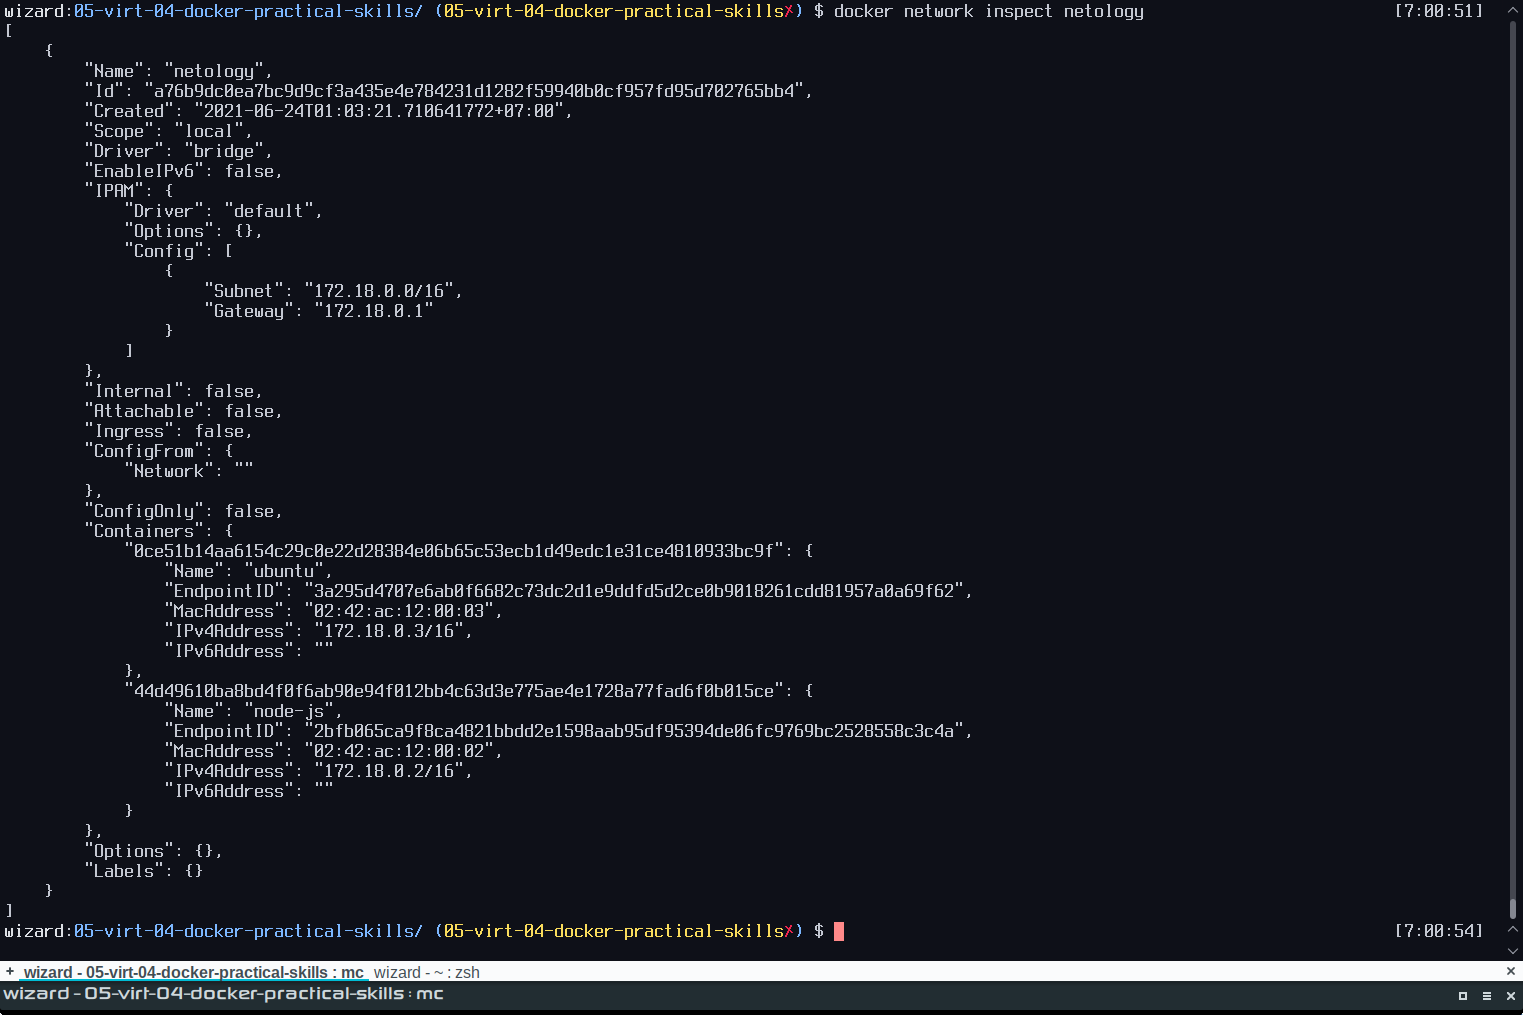 wizard:05-virt-04-docker-practical-skills/ (05-virt-04-docker-practical-skills✗) $ docker network inspect netology [7:00:51]
[
    {
        "Name": "netology",
        "Id": "a76b9dc0ea7bc9d9cf3a435e4e784231d1282f59940b0cf957fd95d702765bb4",
        "Created": "2021-06-24T01:03:21.710641772+07:00",
        "Scope": "local",
        "Driver": "bridge",
        "EnableIPv6": false,
        "IPAM": {
            "Driver": "default",
            "Options": {},
            "Config": [
                {
                    "Subnet": "172.18.0.0/16",
                    "Gateway": "172.18.0.1"
                }
            ]
        },
        "Internal": false,
        "Attachable": false,
        "Ingress": false,
        "ConfigFrom": {
            "Network": ""
        },
        "ConfigOnly": false,
        "Containers": {
            "0ce51b14aa6154c29c0e22d28384e06b65c53ecb1d49edc1e31ce4810933bc9f": {
                "Name": "ubuntu",
                "EndpointID": "3a295d4707e6ab0f6682c73dc2d1e9ddfd5d2ce0b9018261cdd81957a0a69f62",
                "MacAddress": "02:42:ac:12:00:03",
                "IPv4Address": "172.18.0.3/16",
                "IPv6Address": ""
            },
            "44d49610ba8bd4f0f6ab90e94f012bb4c63d3e775ae4e1728a77fad6f0b015ce": {
                "Name": "node-js",
                "EndpointID": "2bfb065ca9f8ca4821bbdd2e1598aab95df95394de06fc9769bc2528558c3c4a",
                "MacAddress": "02:42:ac:12:00:02",
                "IPv4Address": "172.18.0.2/16",
                "IPv6Address": ""
            }
        },
        "Options": {},
        "Labels": {}
    }
]
wizard:05-virt-04-docker-practical-skills/ (05-virt-04-docker-practical-skills✗) $ [7:00:54]
+ wizard - 05-virt-04-docker-practical-skills : mc wizard - ~ : zsh
wizard - 05-virt-04-docker-practical-skills : mc